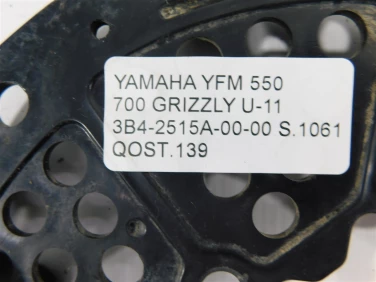 YAMAHA YFM 550
700 GRIZZLY U-11
3B4-2515A-00-00 S.1061
QOST.139